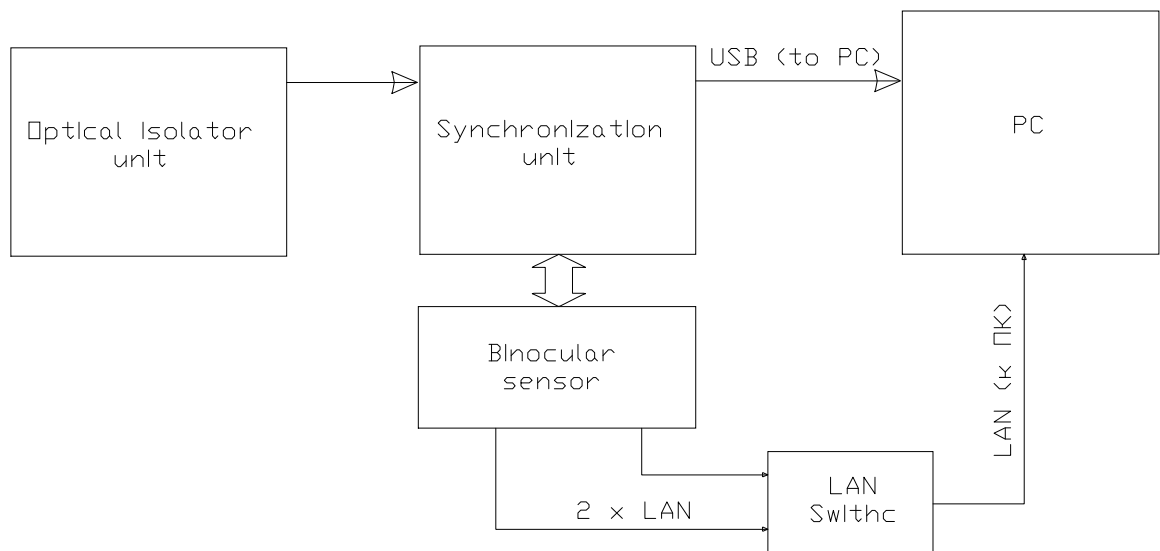 USB (to PC)
Optical isolator
unit
Synchronization
unit
PC
Binocular
sensor
LAN (к ПК)
2 x LAN
LAN
Swithc